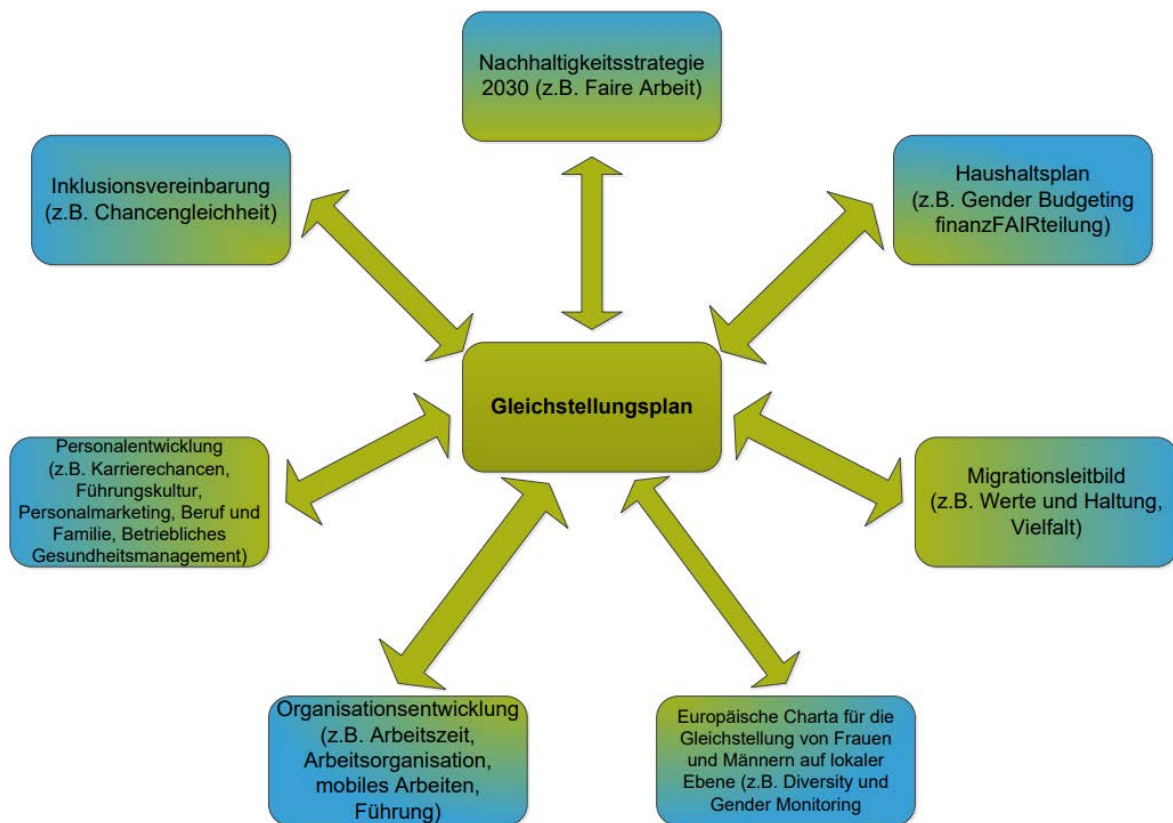 Nachhaltigkeitsstrategie
2030 (z.B. Faire Arbeit)
Inklusionsvereinbarung
(z.B. Chancengleichheit)
Haushaltsplan
(z.B. Gender Budgeting
finanzFAIRteilung)
Gleichstellungsplan
Personalentwicklung
(z.B. Karrierechancen,
Führungskultur,
Personalmarketing, Beruf und
Familie, Betriebliches
Gesundheitsmanagement)
Migrationsleitbild
(z.B. Werte und Haltung,
Vielfalt)
Organisationsentwicklung
(z.B. Arbeitszeit,
Arbeitsorganisation,
mobiles Arbeiten,
Führung)
Europäische Charta für die
Gleichstellung von Frauen
und Männern auf lokaler
Ebene (z.B. Diversity und
Gender Monitoring